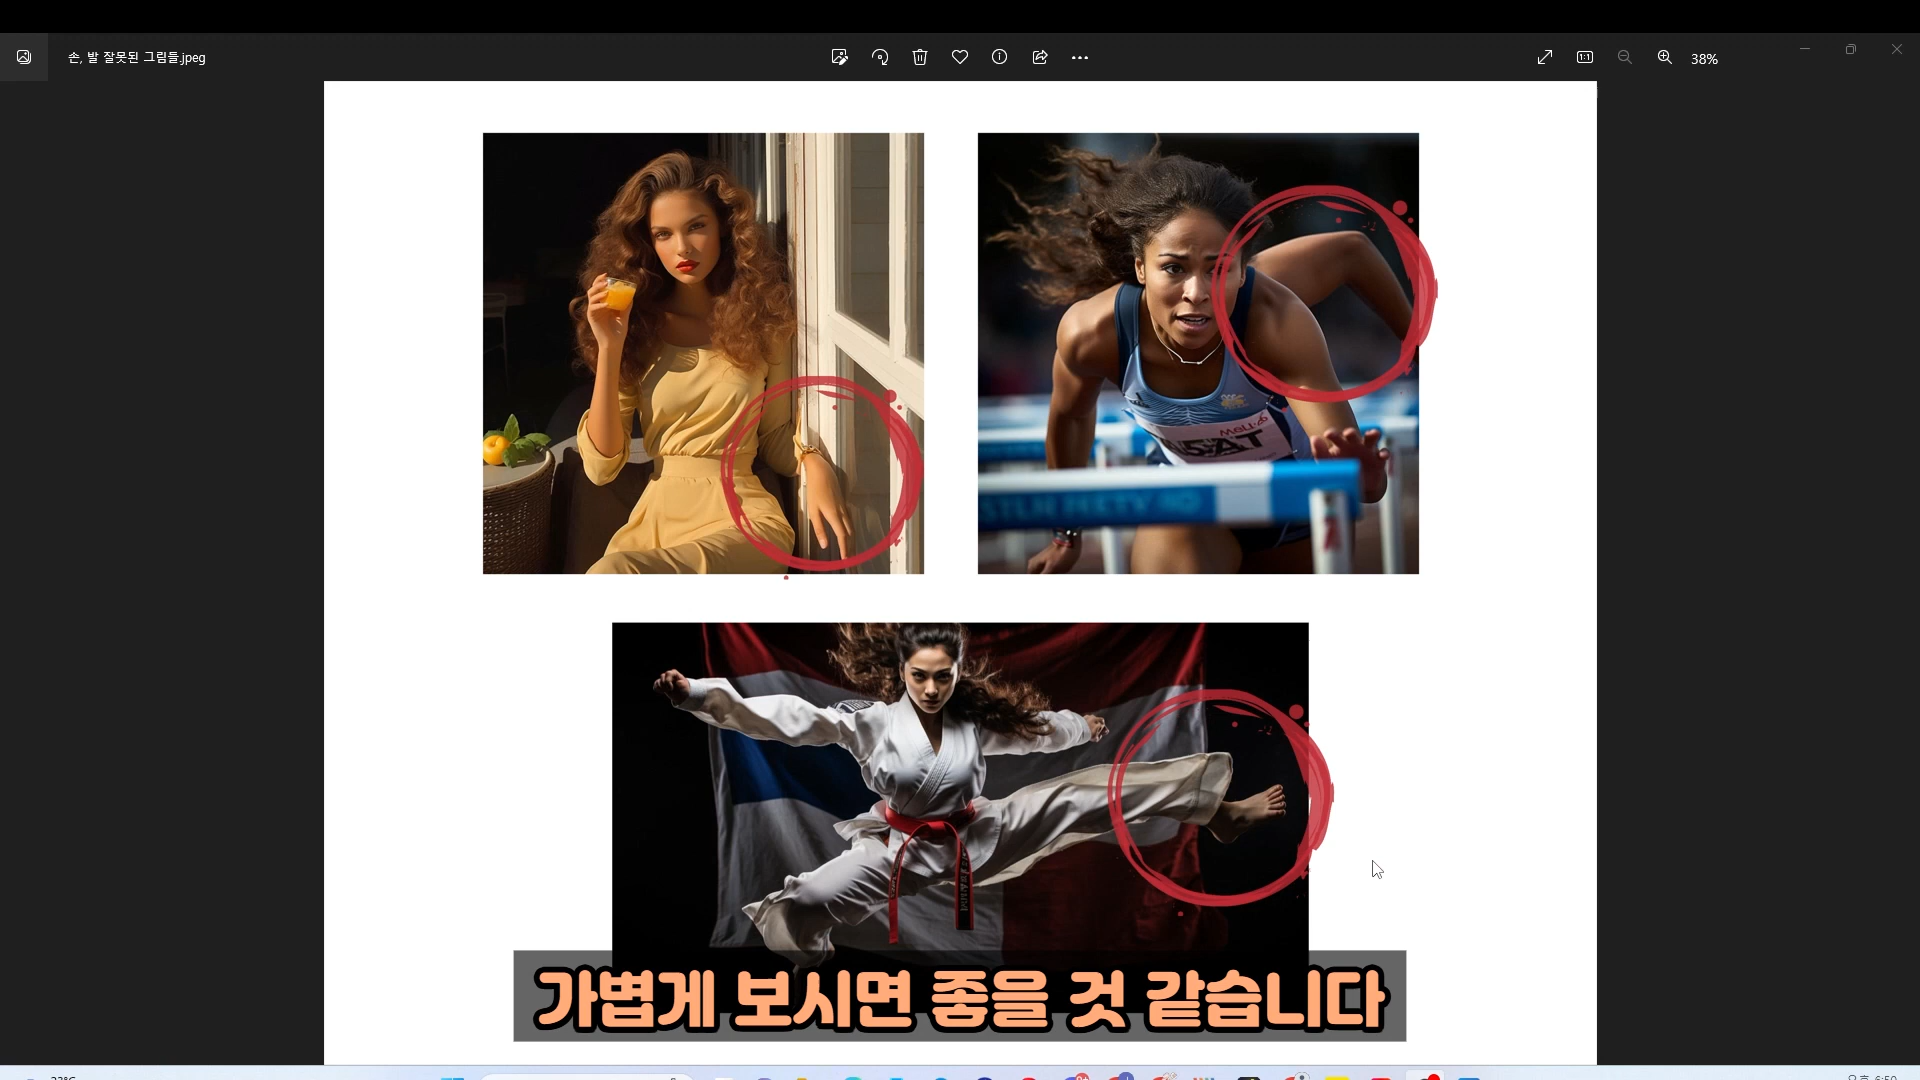 손, 발 잘못된 그림들.jpeg
38%
가볍게 보시면 좋을 것 같습니다